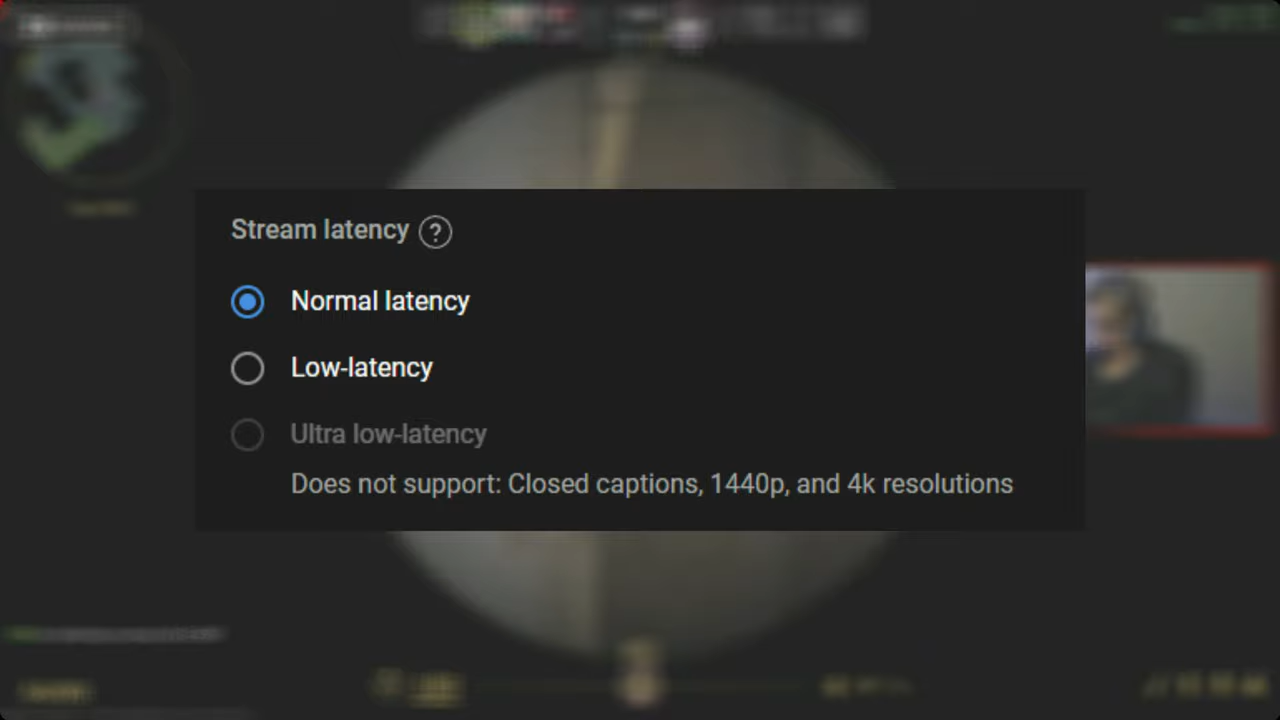 Stream latency ?
Normal latency
Low-latency
Ultra low-latency
Does not support: Closed captions, 1440p, and 4k resolutions